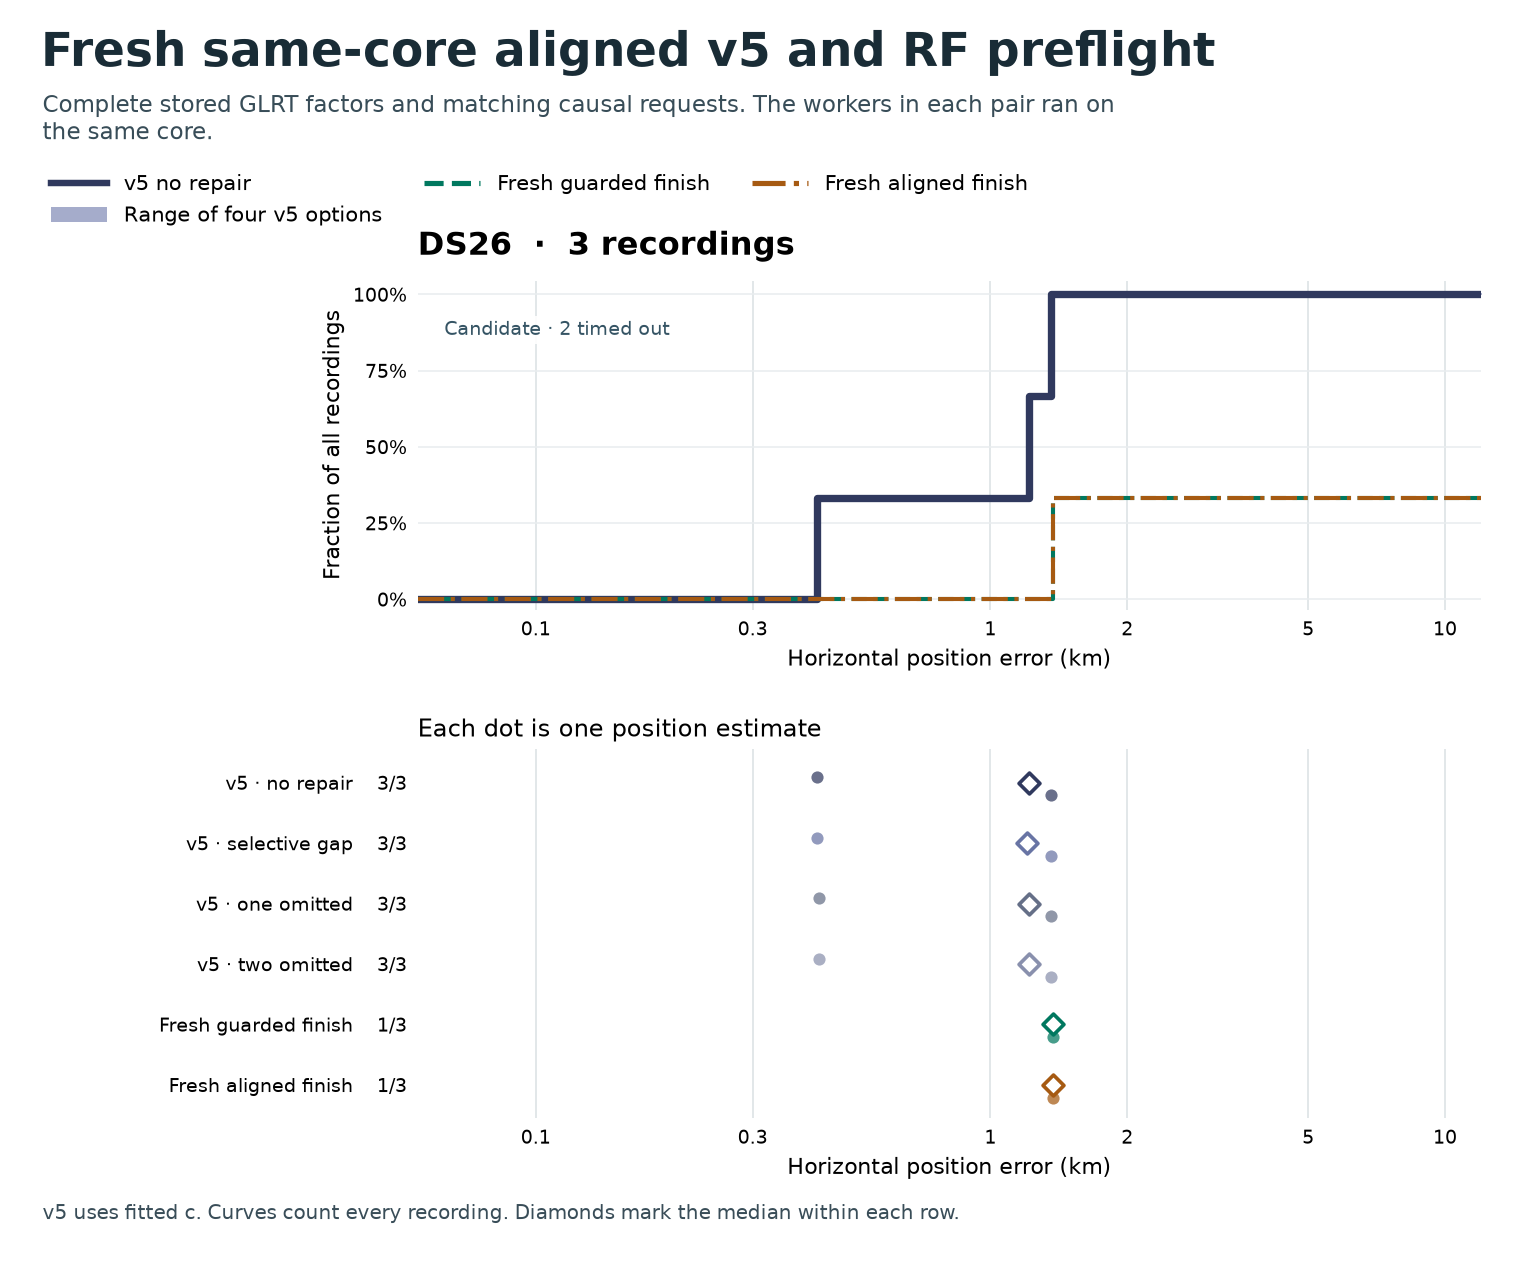 Fresh same-core aligned v5 and RF preflight
Complete stored GLRT factors and matching causal requests. The workers in each pair ran on
the same core.
v5 no repair
Fresh guarded finish
Fresh aligned finish
Range of four v5 options
DS26 · 3 recordings
Fraction of all recordings
100%
75%
50%
25%
0%
Candidate · 2 timed out
0.1 0.3 1 2 5 10
Horizontal position error (km)
Each dot is one position estimate
v5 · no repair 3/3
v5 · selective gap 3/3
v5 · one omitted 3/3
v5 · two omitted 3/3
Fresh guarded finish 1/3
Fresh aligned finish 1/3
0.1 0.3 1 2 5 10
Horizontal position error (km)
v5 uses fitted c. Curves count every recording. Diamonds mark the median within each row.